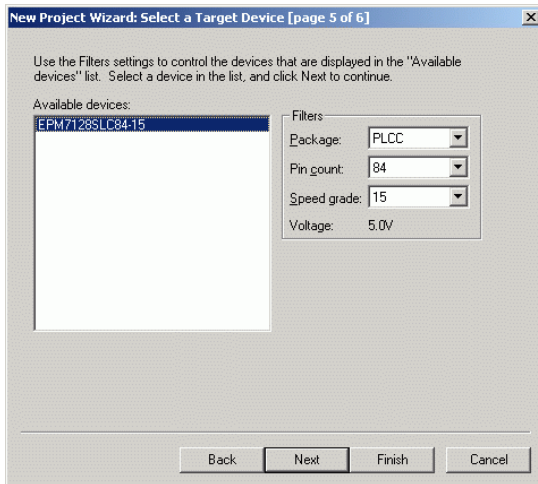 New Project Wizard: Select a Target Device [page 5 of 6]
Use the Filters settings to control the devices that are displayed in the "Available
devices" list. Select a device in the list, and click Next to continue.
Available devices:
EPM7128SLC84-15
Filters
Package: PLCC
Pin count: 84
Speed grade: 15
Voltage: 5.0V
Back Next Finish Cancel